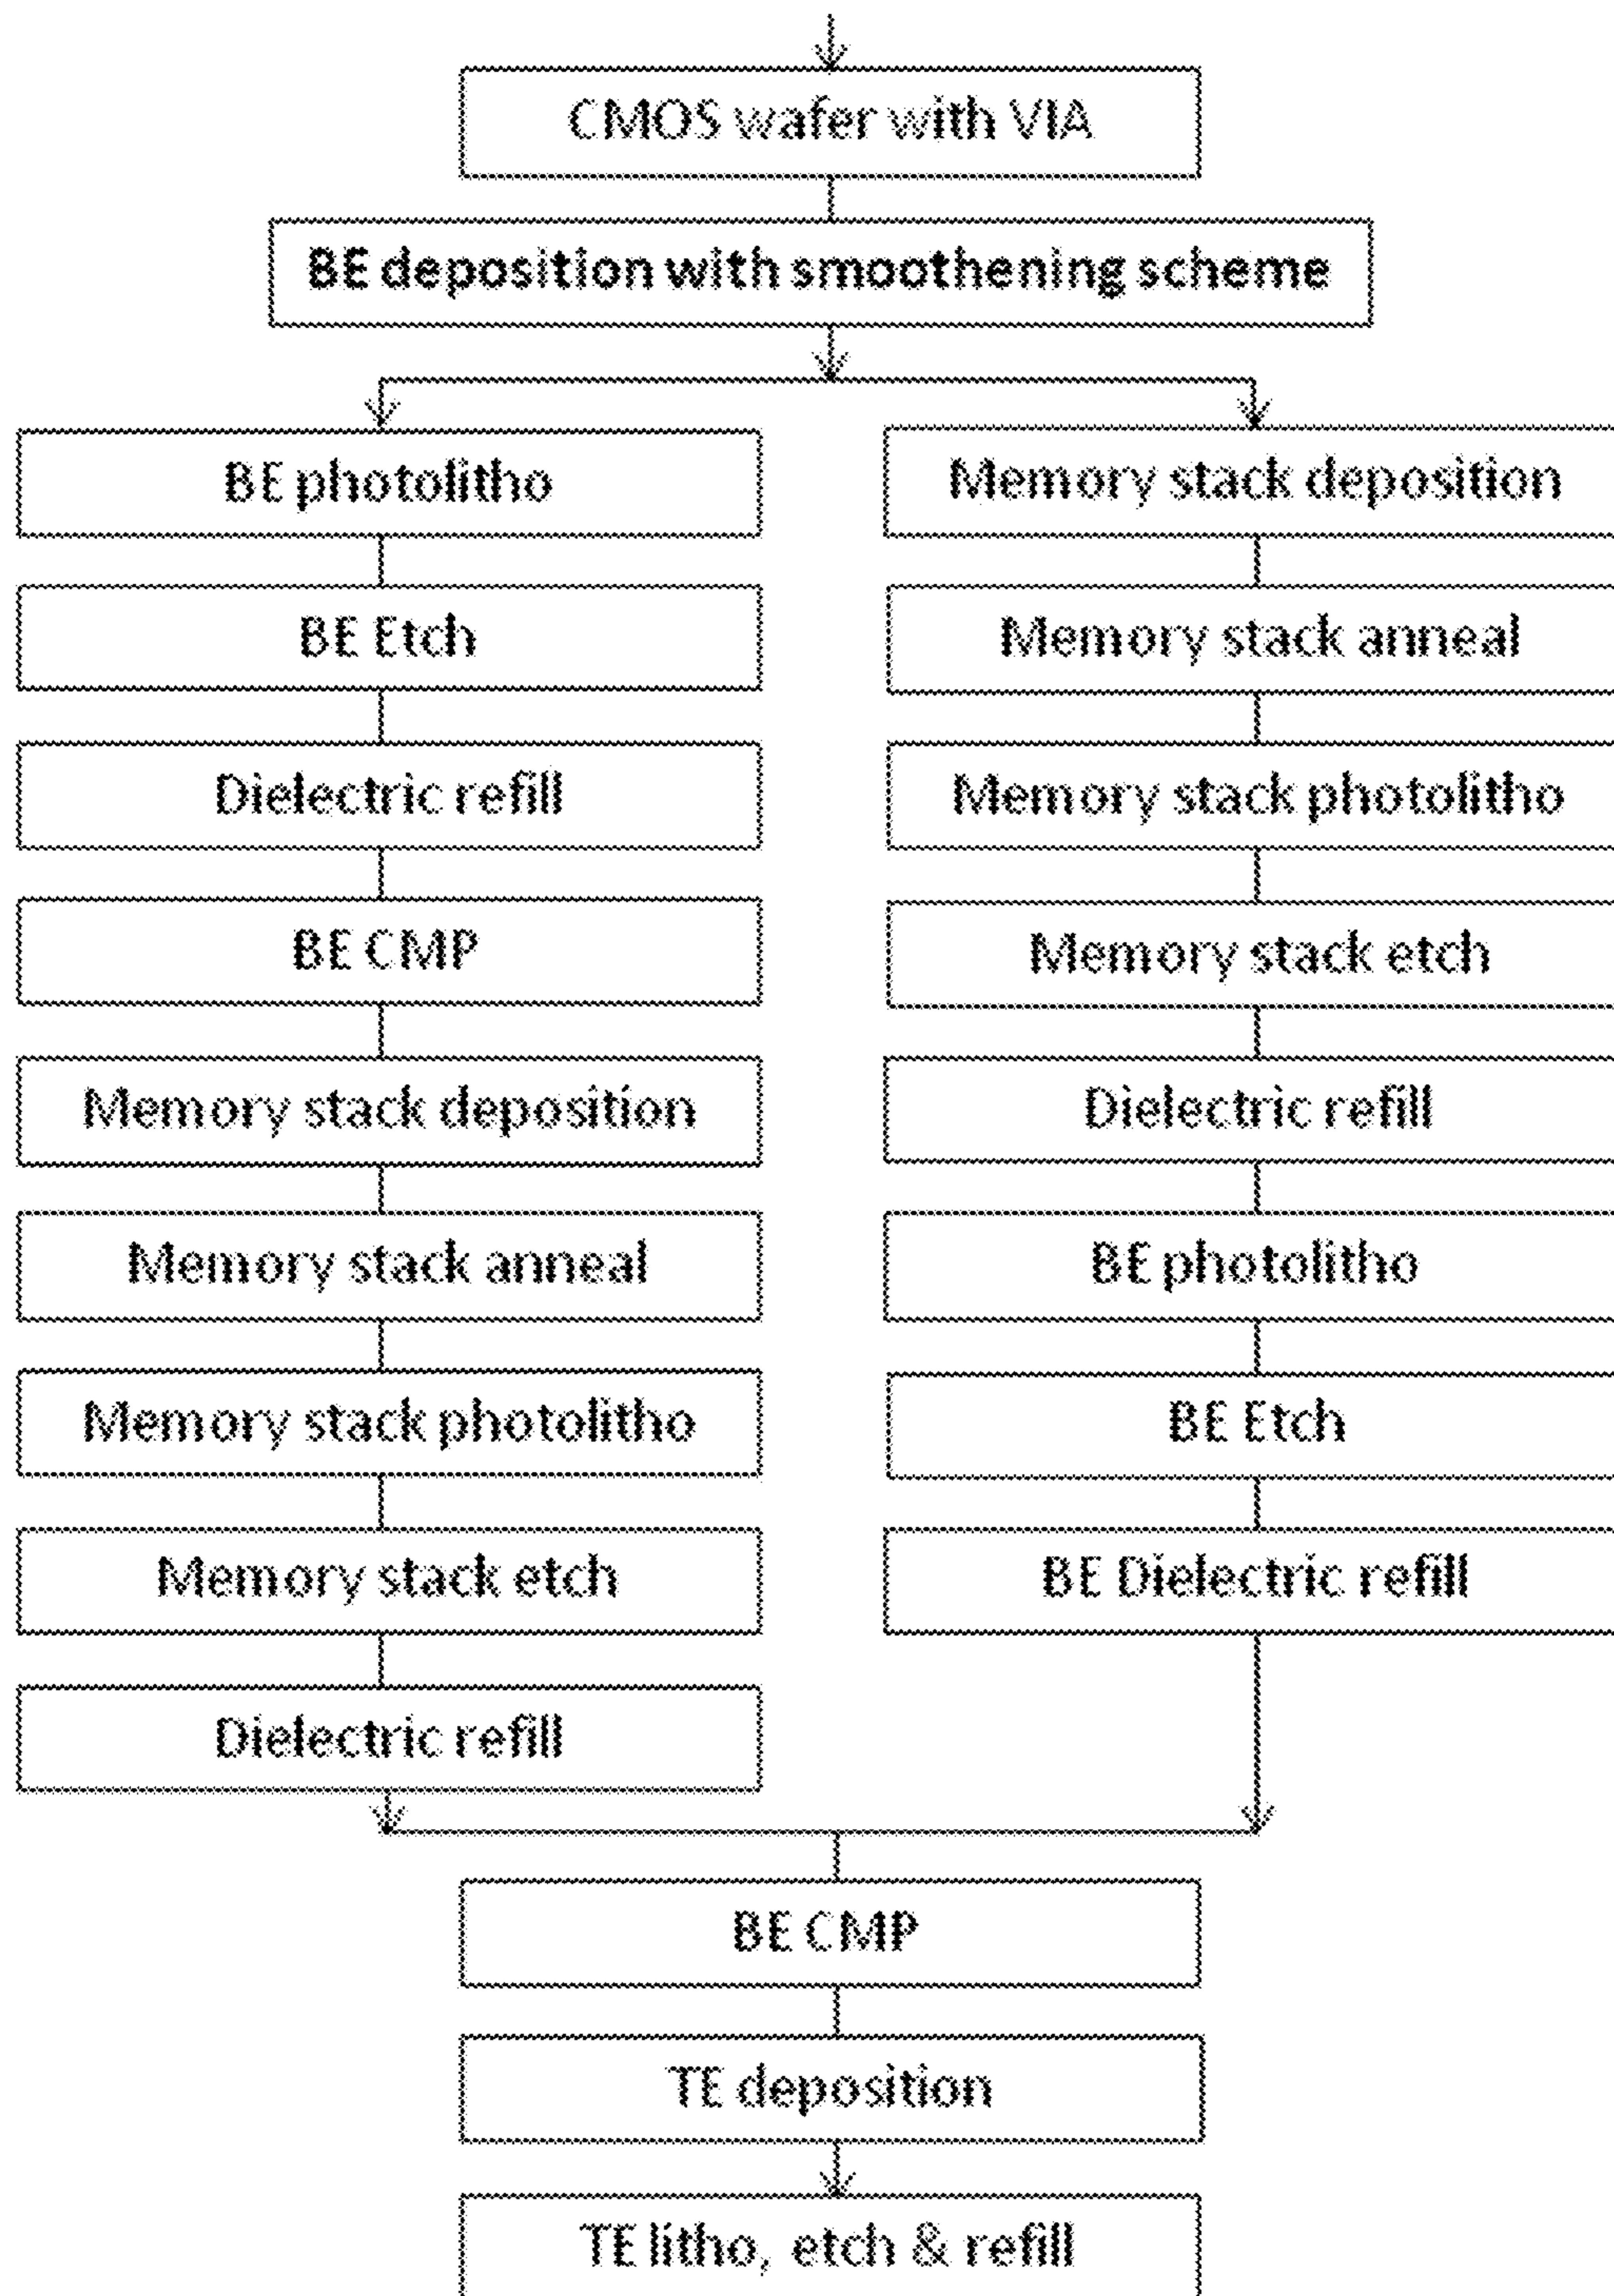 CMOS wafer with VIA
BE deposition with smoothening scheme
BE photolitho
BE Etch
Dielectric refill
BE CMP
Memory stack deposition
Memory stack anneal
Memory stack photolitho
Memory stack etch
Dielectric refill
Memory stack deposition
Memory stack anneal
Memory stack photolitho
Memory stack etch
Dielectric refill
BE photolitho
BE Etch
BE Dielectric refill
BE CMP
TE deposition
TE litho, etch & refill